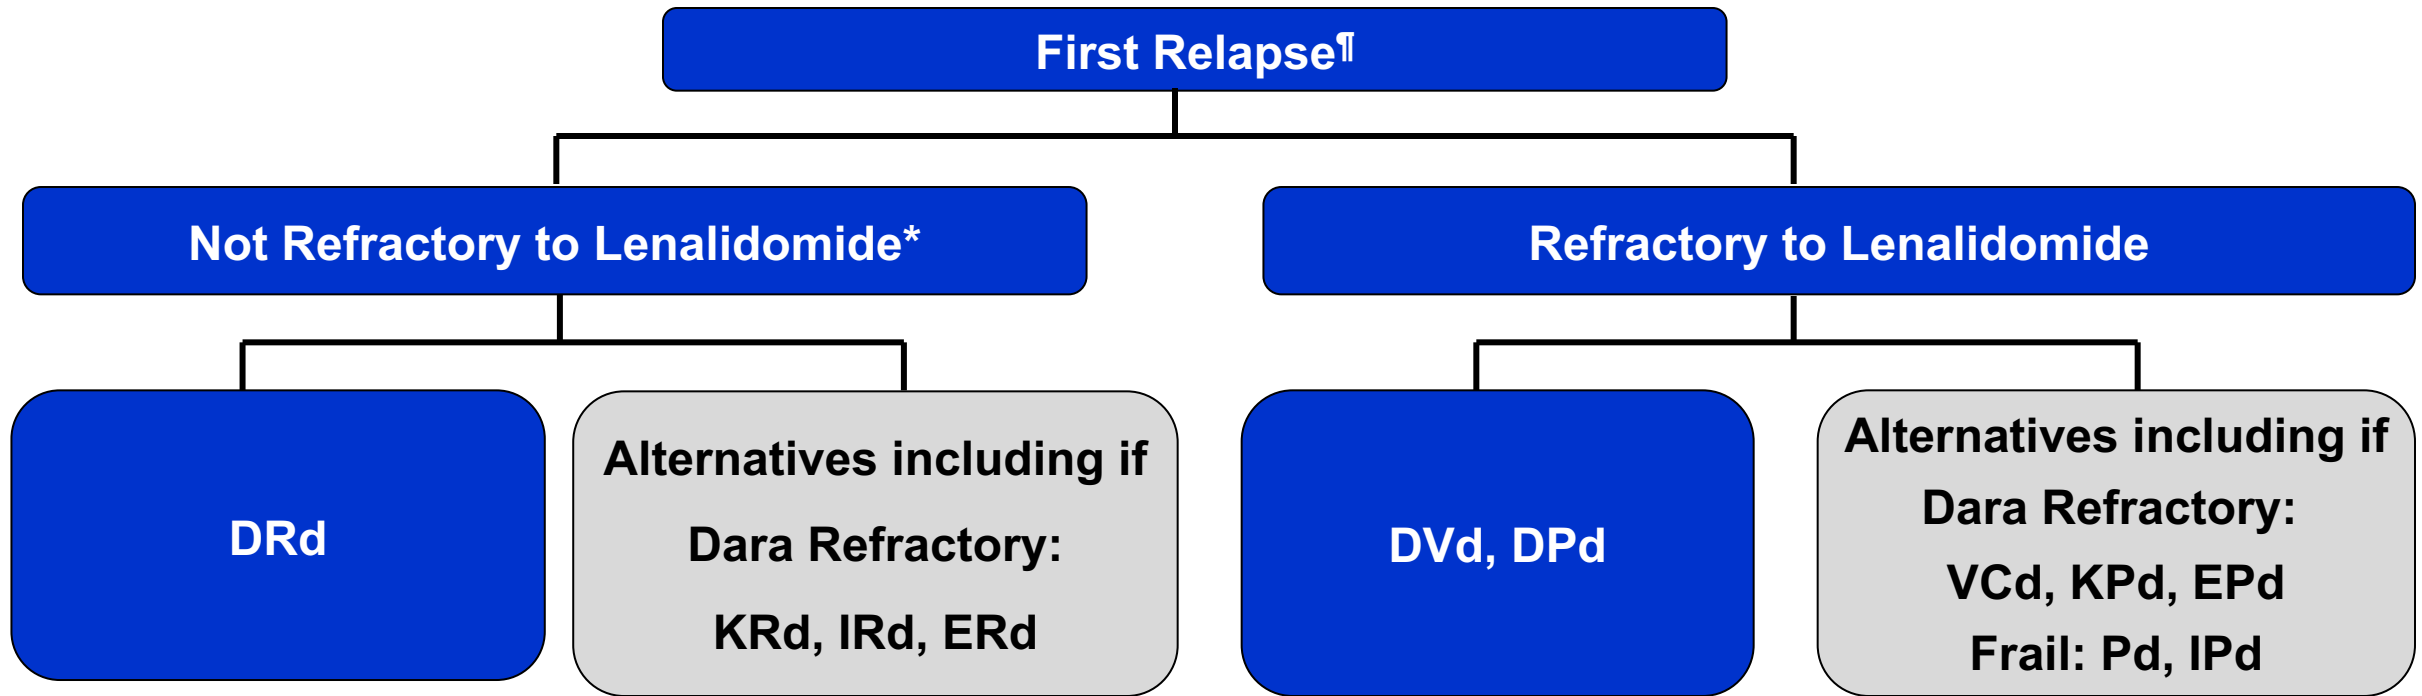 First Relapse¶
Not Refractory to Lenalidomide*
Refractory to Lenalidomide
DRd
Alternatives including if
Dara Refractory:
KRd, IRd, ERd
DVd, DPd
Alternatives including if
Dara Refractory:
VCd, KPd, EPd
Frail: Pd, IPd